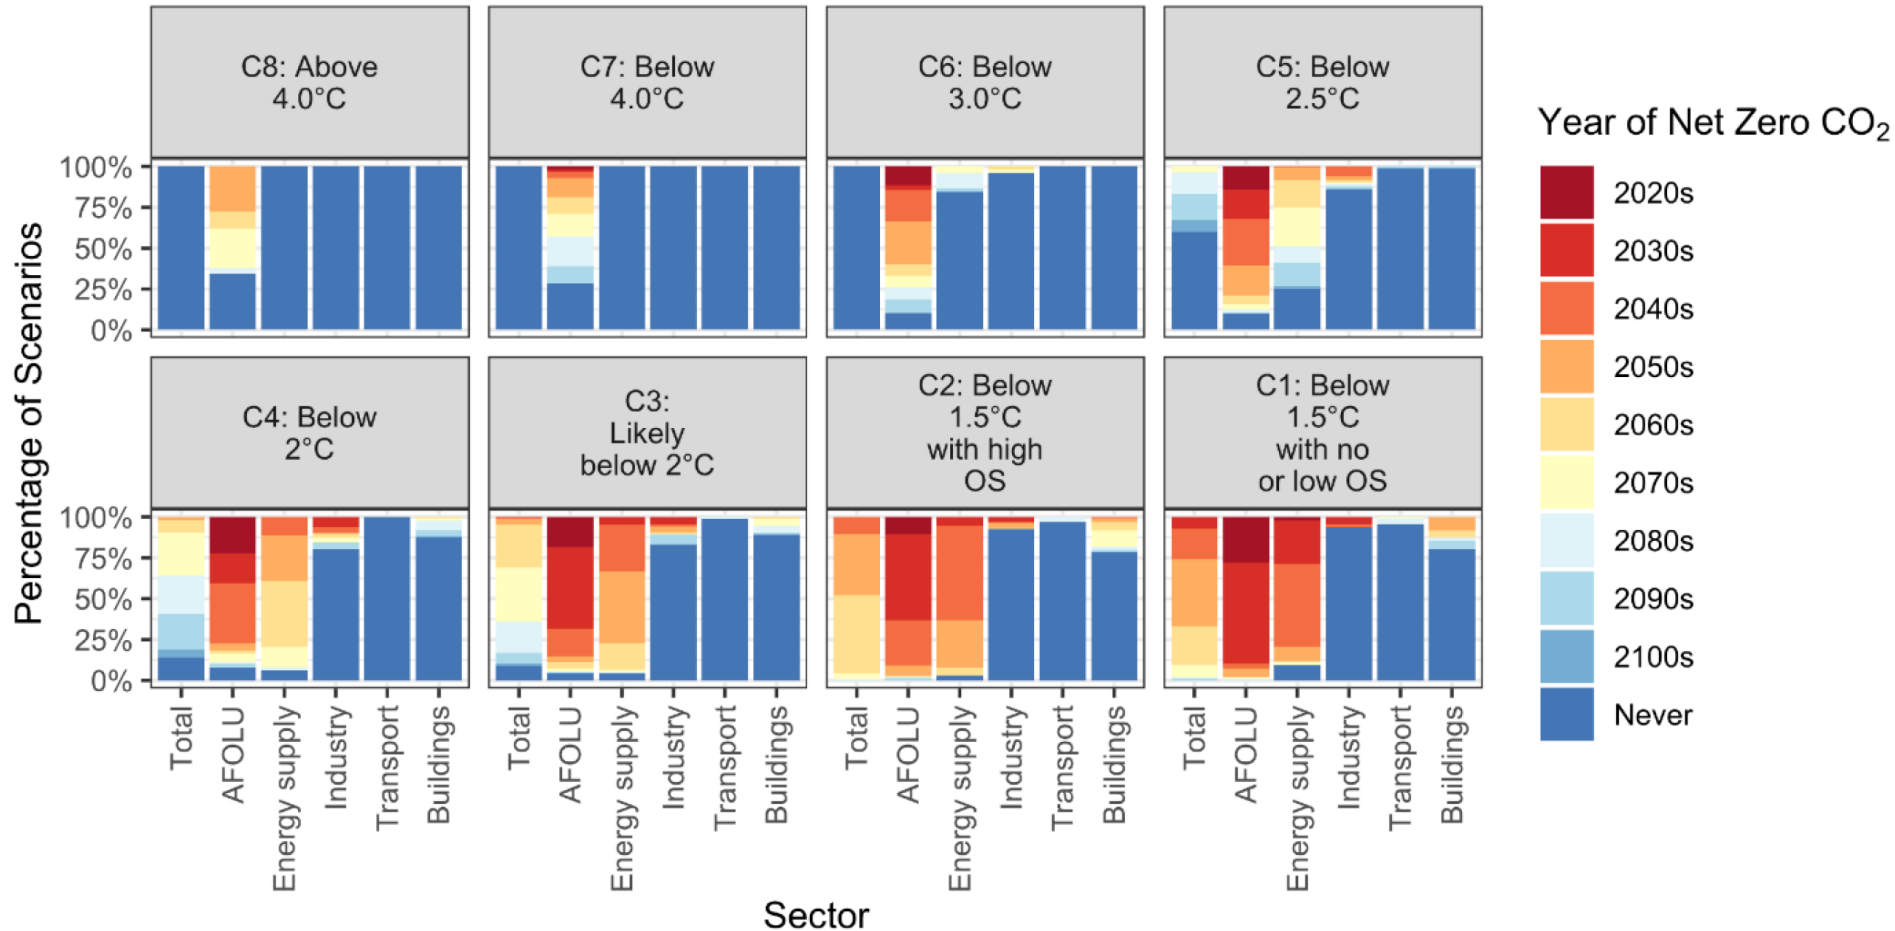 C8: Above
4.0°C
C7: Below
4.0°C
C6: Below
3.0°C
C5: Below
2.5°C
Year of Net Zero CO₂
2020s
2030s
2040s
2050s
2060s
2070s
2080s
2090s
2100s
Never
Percentage of Scenarios
100%
75%
50%
25%
0%
C4: Below
2°C
C3:
Likely
below 2°C
C2: Below
1.5°C
with high
OS
C1: Below
1.5°C
with no
or low OS
100%
75%
50%
25%
0%
Total
AFOLU
Energy supply
Industry
Transport
Buildings
Total
AFOLU
Energy supply
Industry
Transport
Buildings
Total
AFOLU
Energy supply
Industry
Transport
Buildings
Total
AFOLU
Energy supply
Industry
Transport
Buildings
Sector